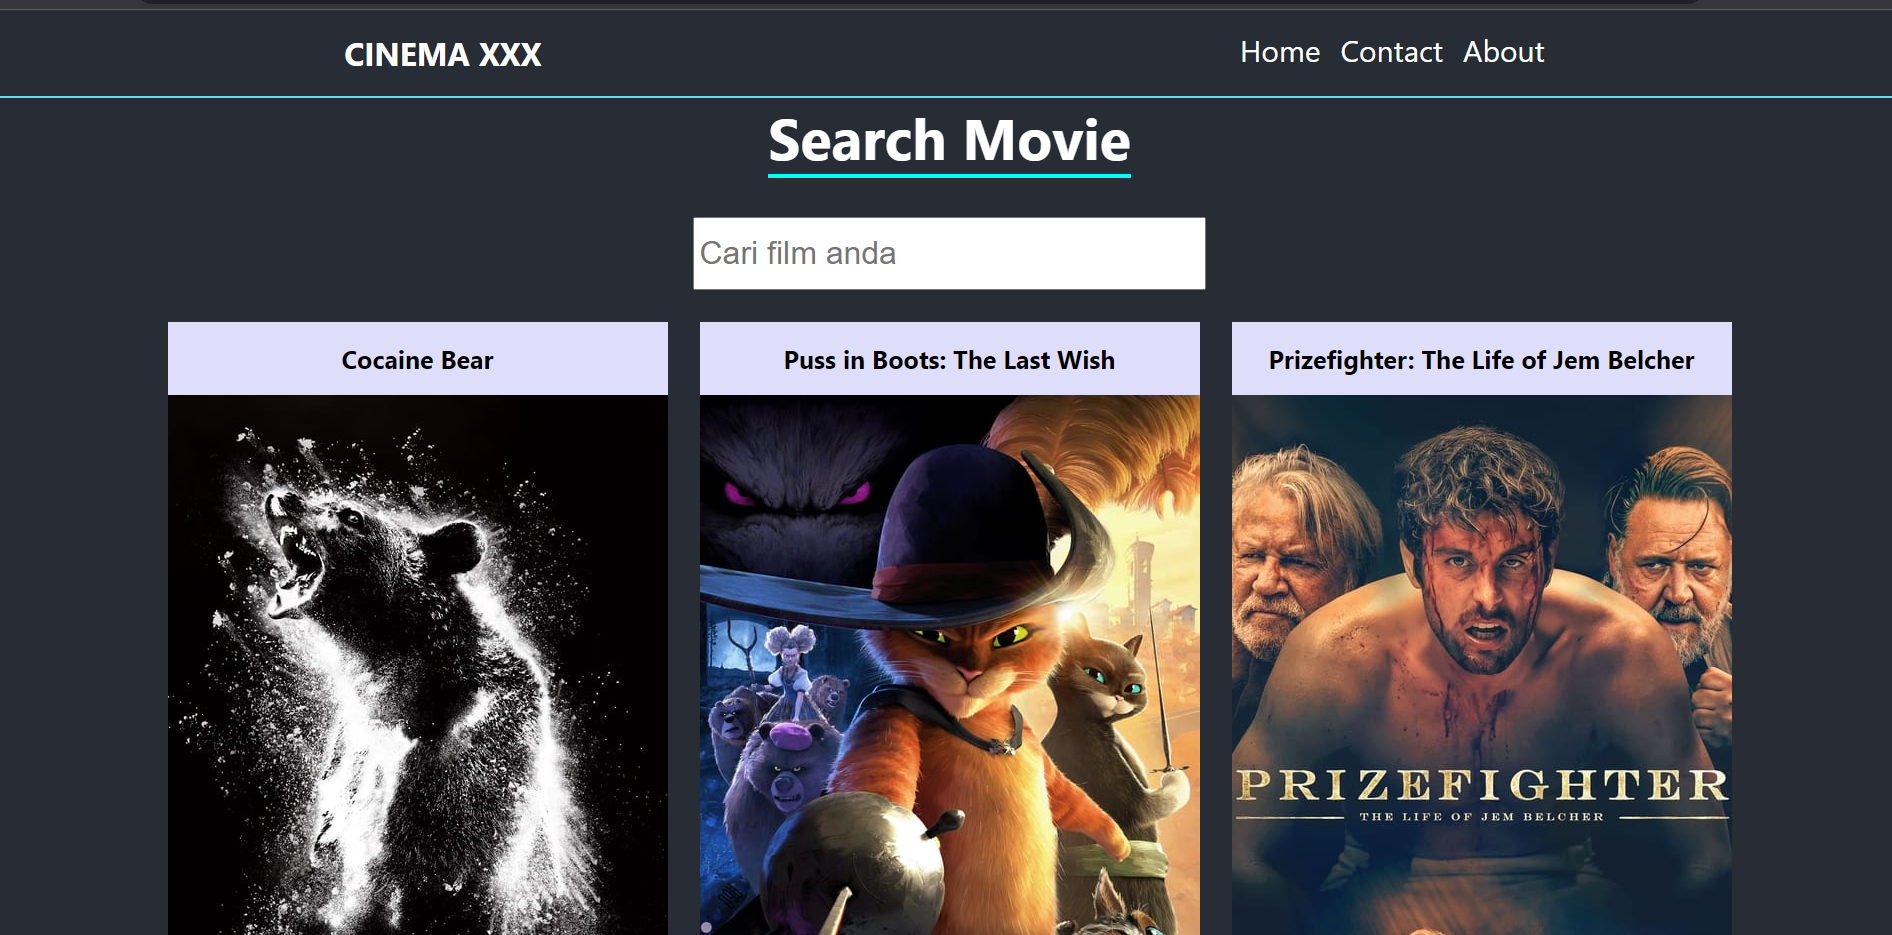 CINEMA XXX
Home Contact About
Search Movie
Cari film anda
Cocaine Bear
Puss in Boots: The Last Wish
Prizefighter: The Life of Jem Belcher
PRIZEFIGHTER
THE LIFE OF JEM BELCHER